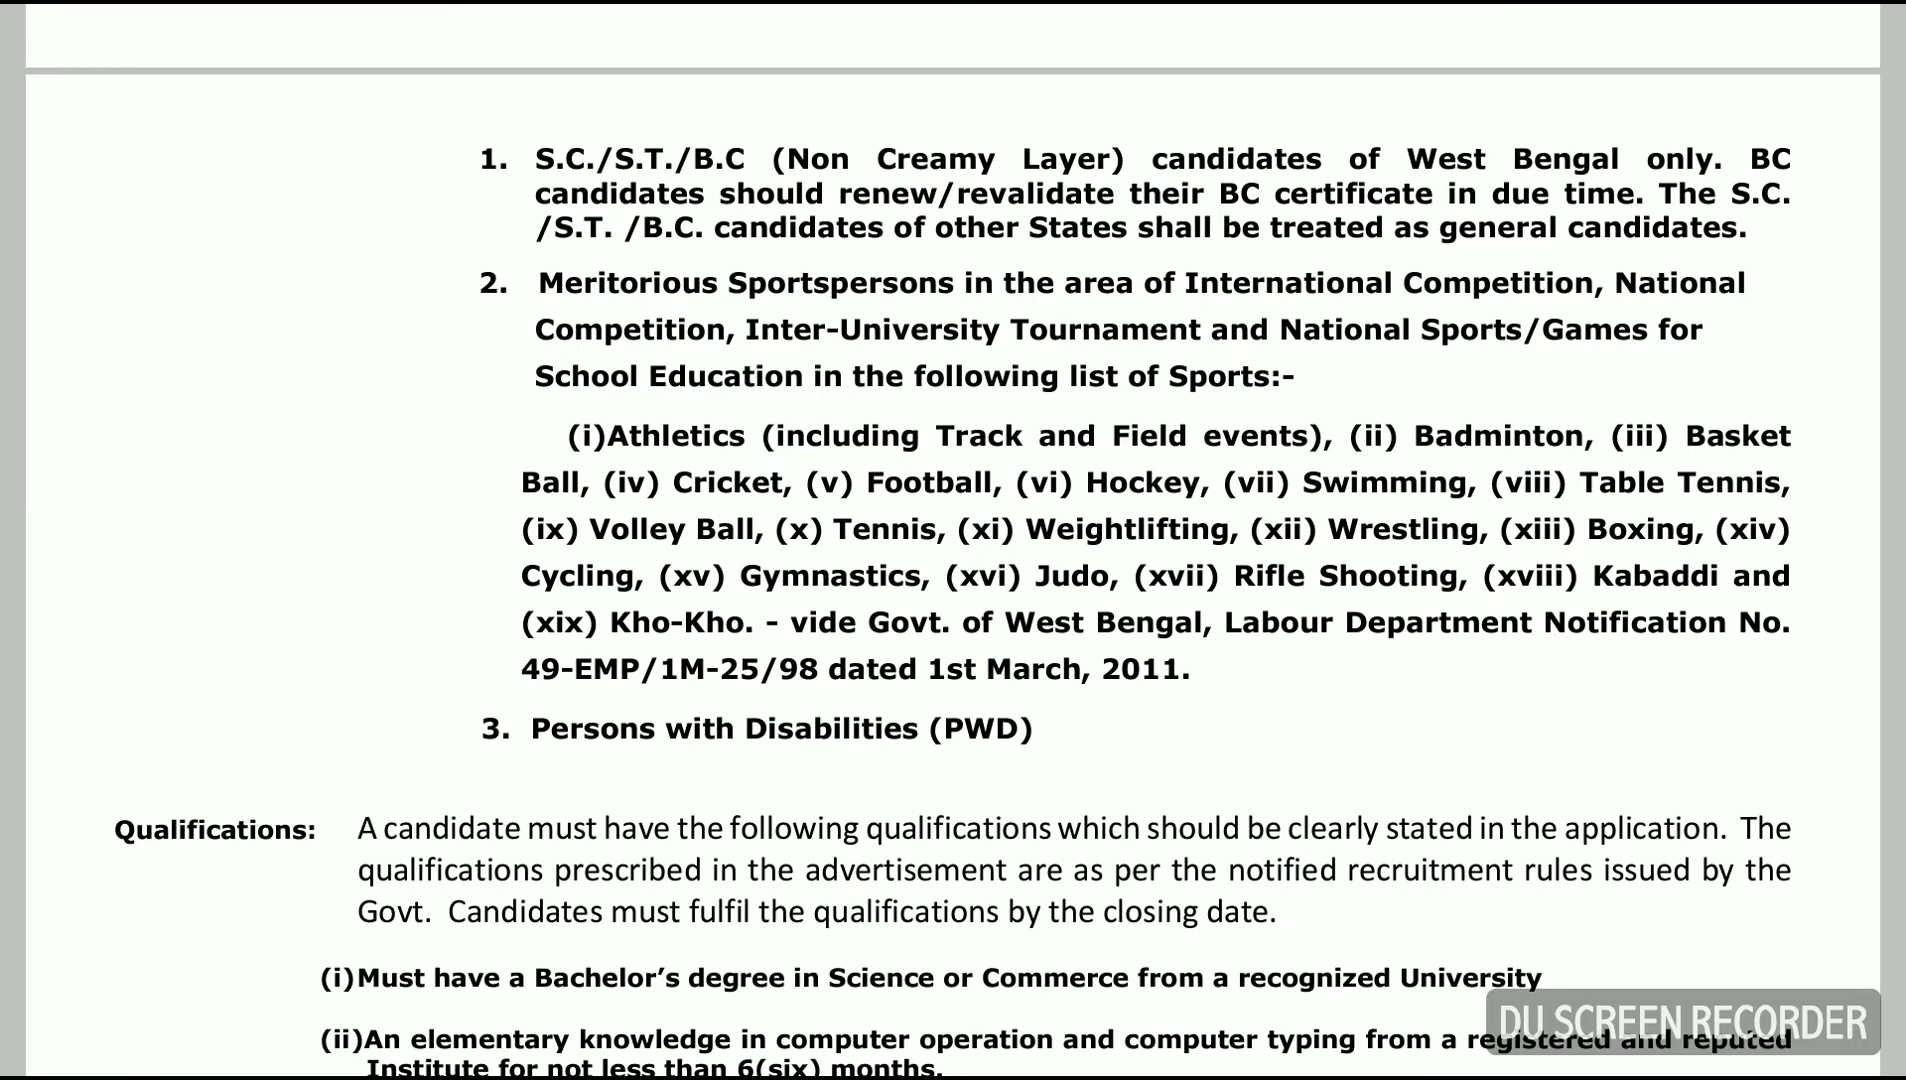 1. S.C./S.T./B.C (Non Creamy Layer) candidates of West Bengal only. BC
candidates should renew/revalidate their BC certificate in due time. The S.C.
/S.T. /B.C. candidates of other States shall be treated as general candidates.
2. Meritorious Sportspersons in the area of International Competition, National
Competition, Inter-University Tournament and National Sports/Games for
School Education in the following list of Sports:-
(i)Athletics (including Track and Field events), (ii) Badminton, (iii) Basket
Ball, (iv) Cricket, (v) Football, (vi) Hockey, (vii) Swimming, (viii) Table Tennis,
(ix) Volley Ball, (x) Tennis, (xi) Weightlifting, (xii) Wrestling, (xiii) Boxing, (xiv)
Cycling, (xv) Gymnastics, (xvi) Judo, (xvii) Rifle Shooting, (xviii) Kabaddi and
(xix) Kho-Kho. - vide Govt. of West Bengal, Labour Department Notification No.
49-EMP/1M-25/98 dated 1st March, 2011.
3. Persons with Disabilities (PWD)
Qualifications: A candidate must have the following qualifications which should be clearly stated in the application. The
qualifications prescribed in the advertisement are as per the notified recruitment rules issued by the
Govt. Candidates must fulfil the qualifications by the closing date.
(i)Must have a Bachelor’s degree in Science or Commerce from a recognized University
(ii)An elementary knowledge in computer operation and computer typing from a registered and reputed
Institute for not less than 6(six) months.
DU SCREEN RECORDER